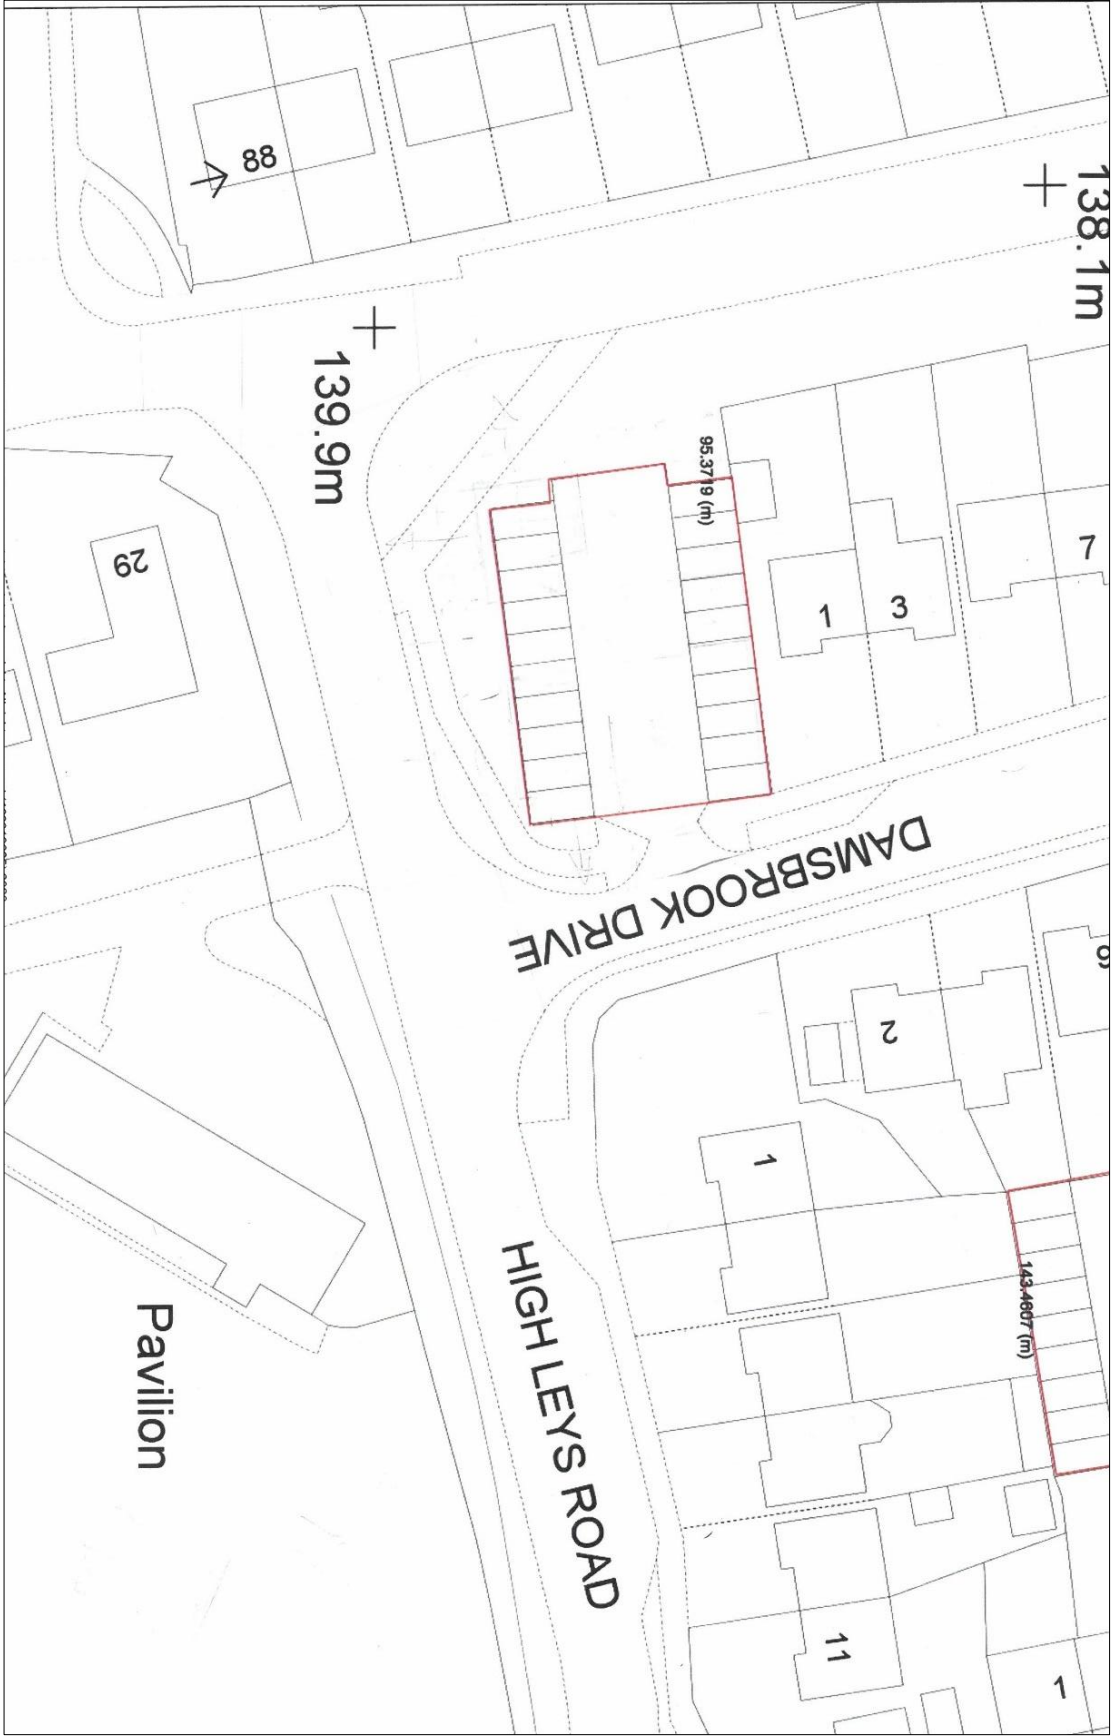 88
138.1m
139.9m
95.3719 (m)
29
7
1
3
DAMSBROOK DRIVE
2
1
HIGH LEYS ROAD
143.4607 (m)
Pavilion
11
1